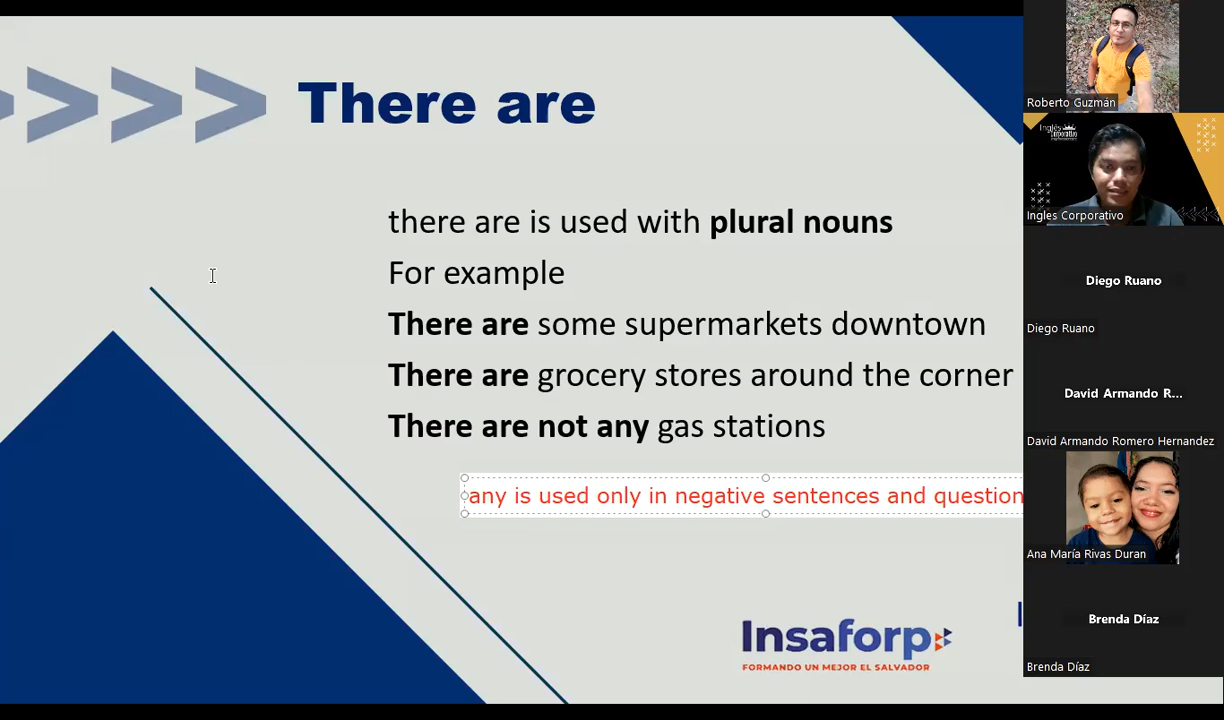 There are
there are is used with plural nouns
For example
There are some supermarkets downtown
There are grocery stores around the corner
There are not any gas stations
any is used only in negative sentences and question
Insaforp
FORMANDO UN MEJOR EL SALVADOR
Roberto Guzmán
Inglés
Corporativo
Ingles Corporativo
Diego Ruano
Diego Ruano
David Armando R...
David Armando Romero Hernandez
Ana María Rivas Duran
Brenda Díaz
Brenda Díaz